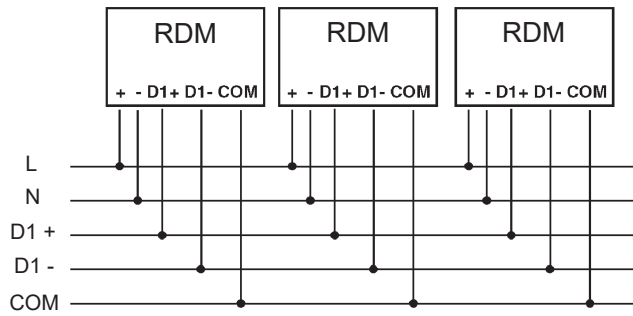 RDM RDM RDM
+ - D1+ D1- COM + - D1+ D1- COM + - D1+ D1- COM
L
N
D1 +
D1 -
COM